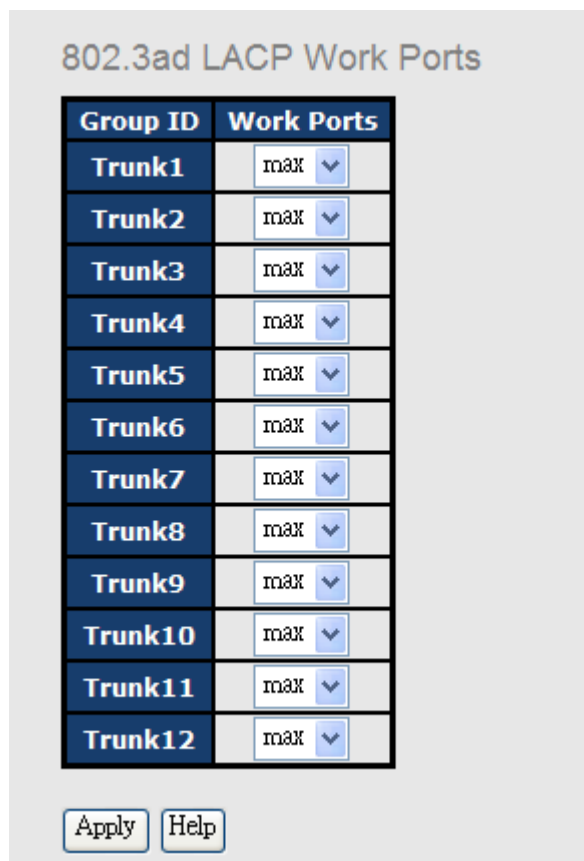 802.3ad LACP Work Ports
Group ID Work Ports
Trunk1 max
Trunk2 max
Trunk3 max
Trunk4 max
Trunk5 max
Trunk6 max
Trunk7 max
Trunk8 max
Trunk9 max
Trunk10 max
Trunk11 max
Trunk12 max
Apply Help